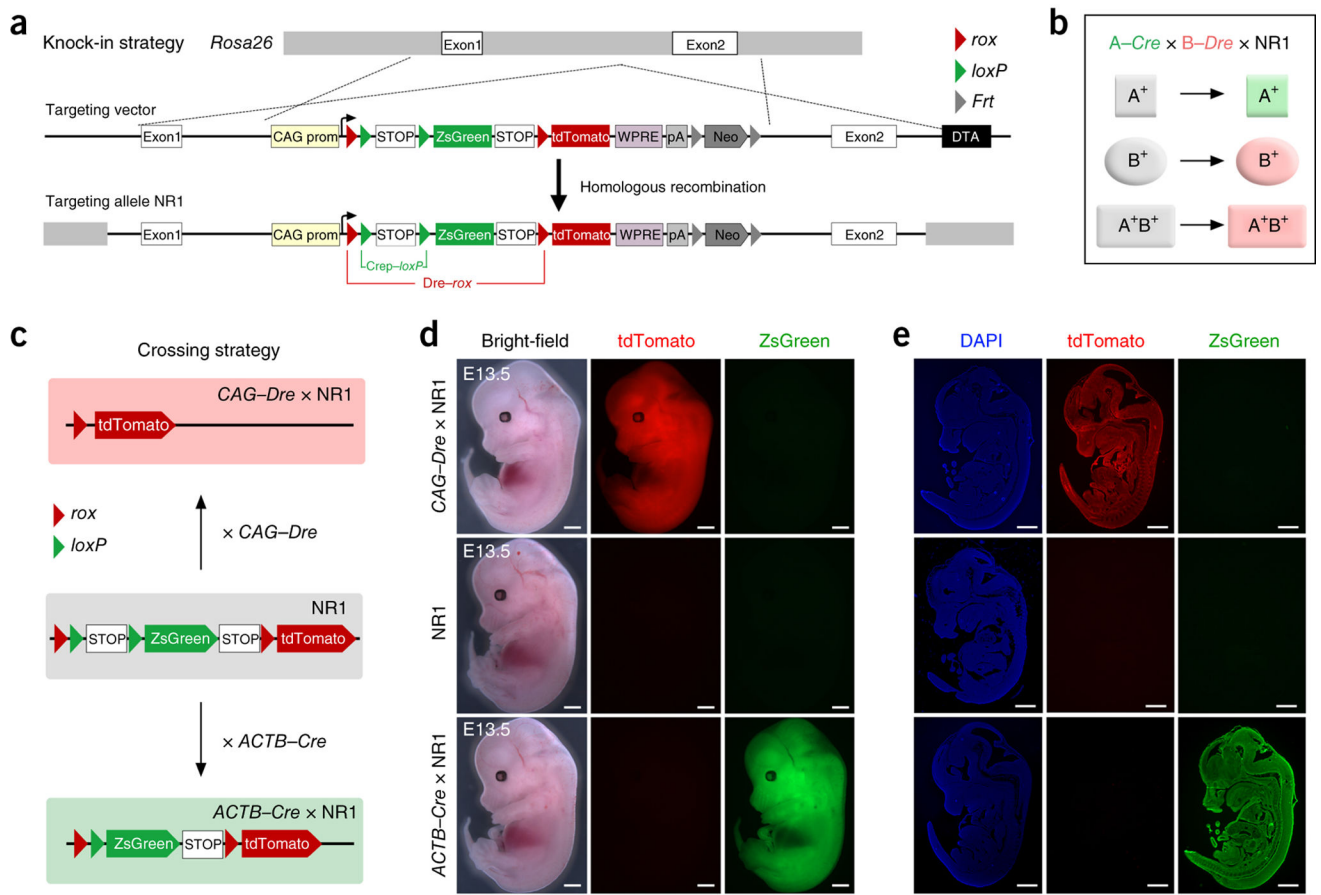 a
Knock-in strategy Rosa26 Exon1 Exon2
rox
loxP
Frt
Targeting vector
Exon1 CAG prom STOP ZsGreen STOP tdTomato WPRE pA Neo Exon2 DTA
Homologous recombination
Targeting allele NR1
Exon1 CAG prom STOP ZsGreen STOP tdTomato WPRE pA Neo Exon2
Crep–loxP
Dre–rox
b
A–Cre × B–Dre × NR1
A+ A+
B+ B+
A+B+ A+B+
c
Crossing strategy
CAG–Dre × NR1
tdTomato
rox
loxP
× CAG–Dre
NR1
STOP ZsGreen STOP tdTomato
× ACTB–Cre
ACTB–Cre × NR1
ZsGreen STOP tdTomato
d
Bright-field tdTomato ZsGreen
CAG–Dre × NR1
E13.5
NR1
E13.5
ACTB–Cre × NR1
E13.5
e
DAPI tdTomato ZsGreen